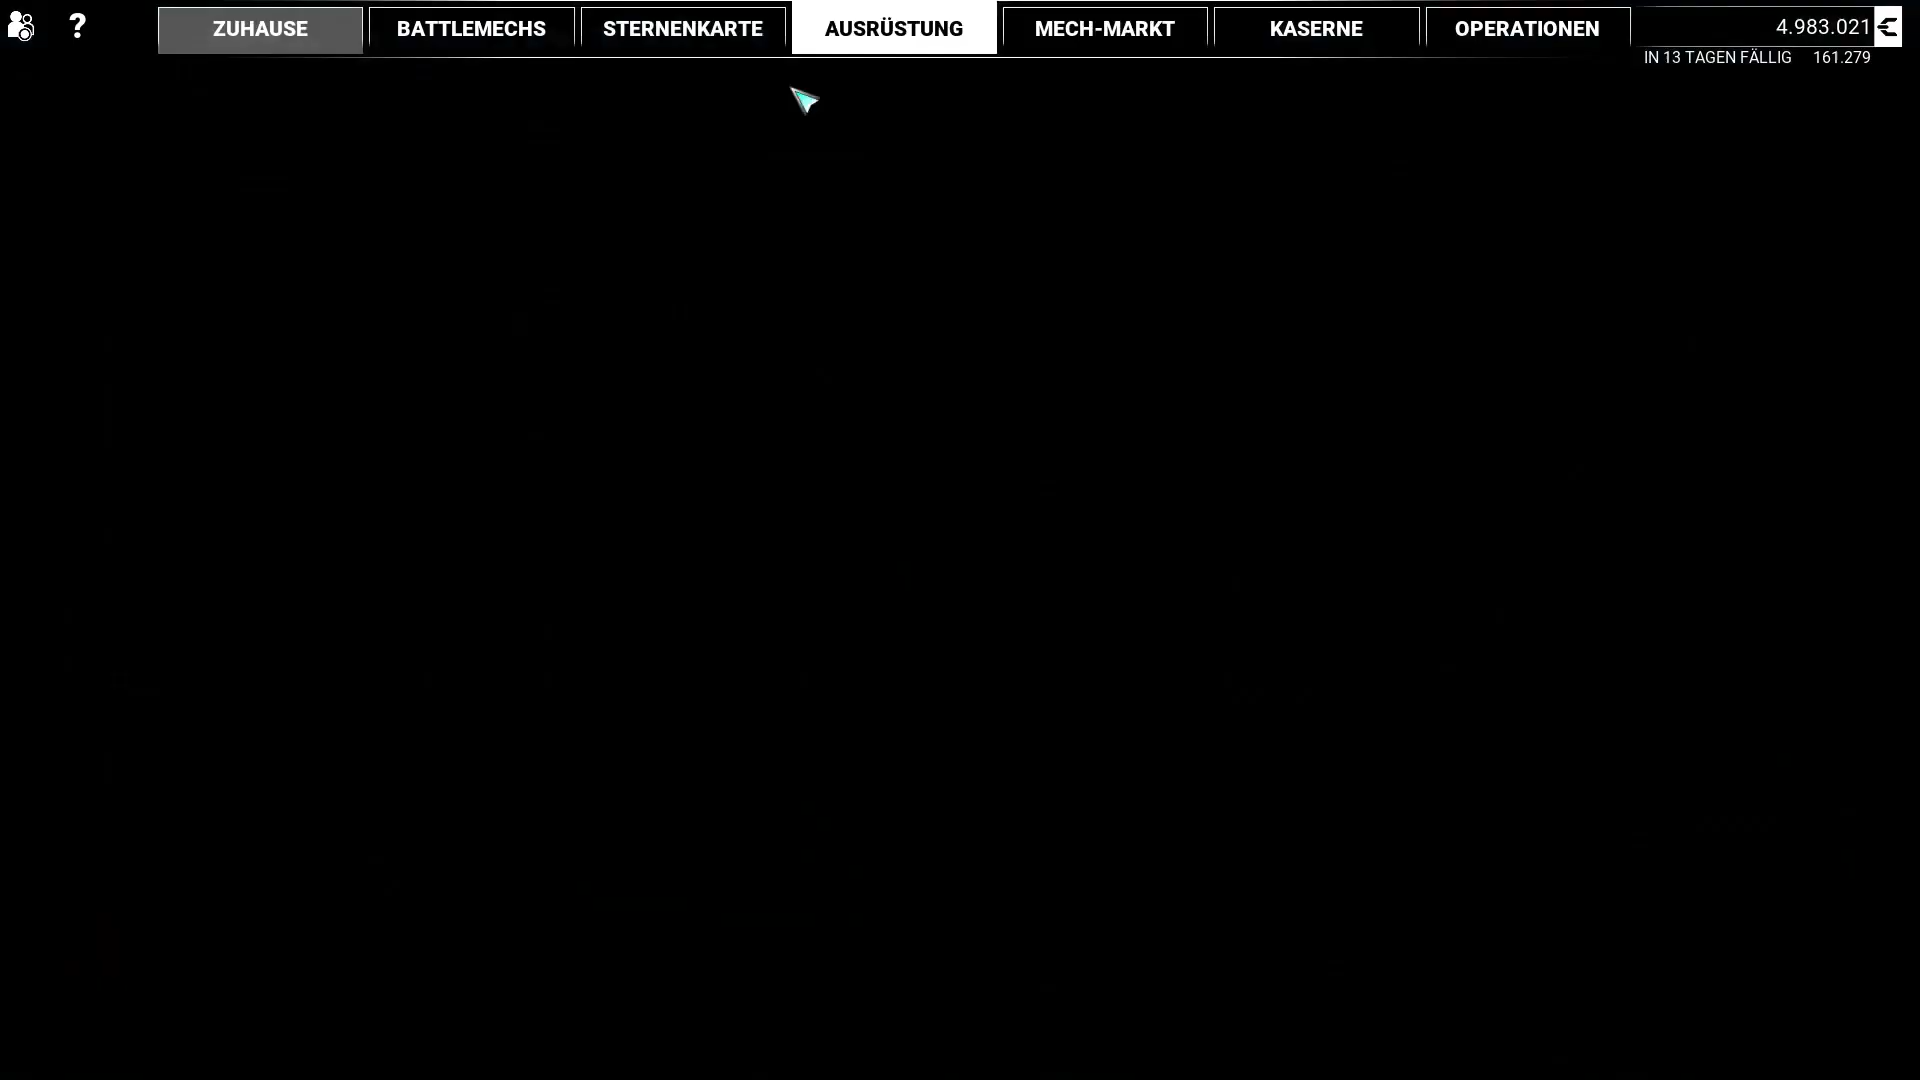 ?
ZUHAUSE
BATTLEMECHS
STERNENKARTE
AUSRÜSTUNG
MECH-MARKT
KASERNE
OPERATIONEN
4.983.021
IN 13 TAGEN FÄLLIG 161.279